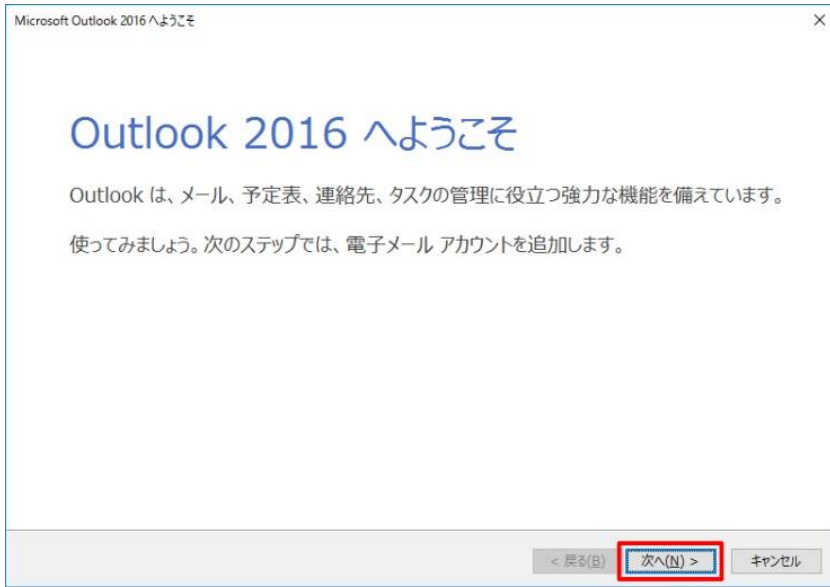 Microsoft Outlook 2016 へようこそ
Outlook 2016 へようこそ
Outlook は、メール、予定表、連絡先、タスクの管理に役立つ強力な機能を備えています。
使ってみましょう。次のステップでは、電子メール アカウントを追加します。
< 戻る(B) 次へ(N) > キャンセル